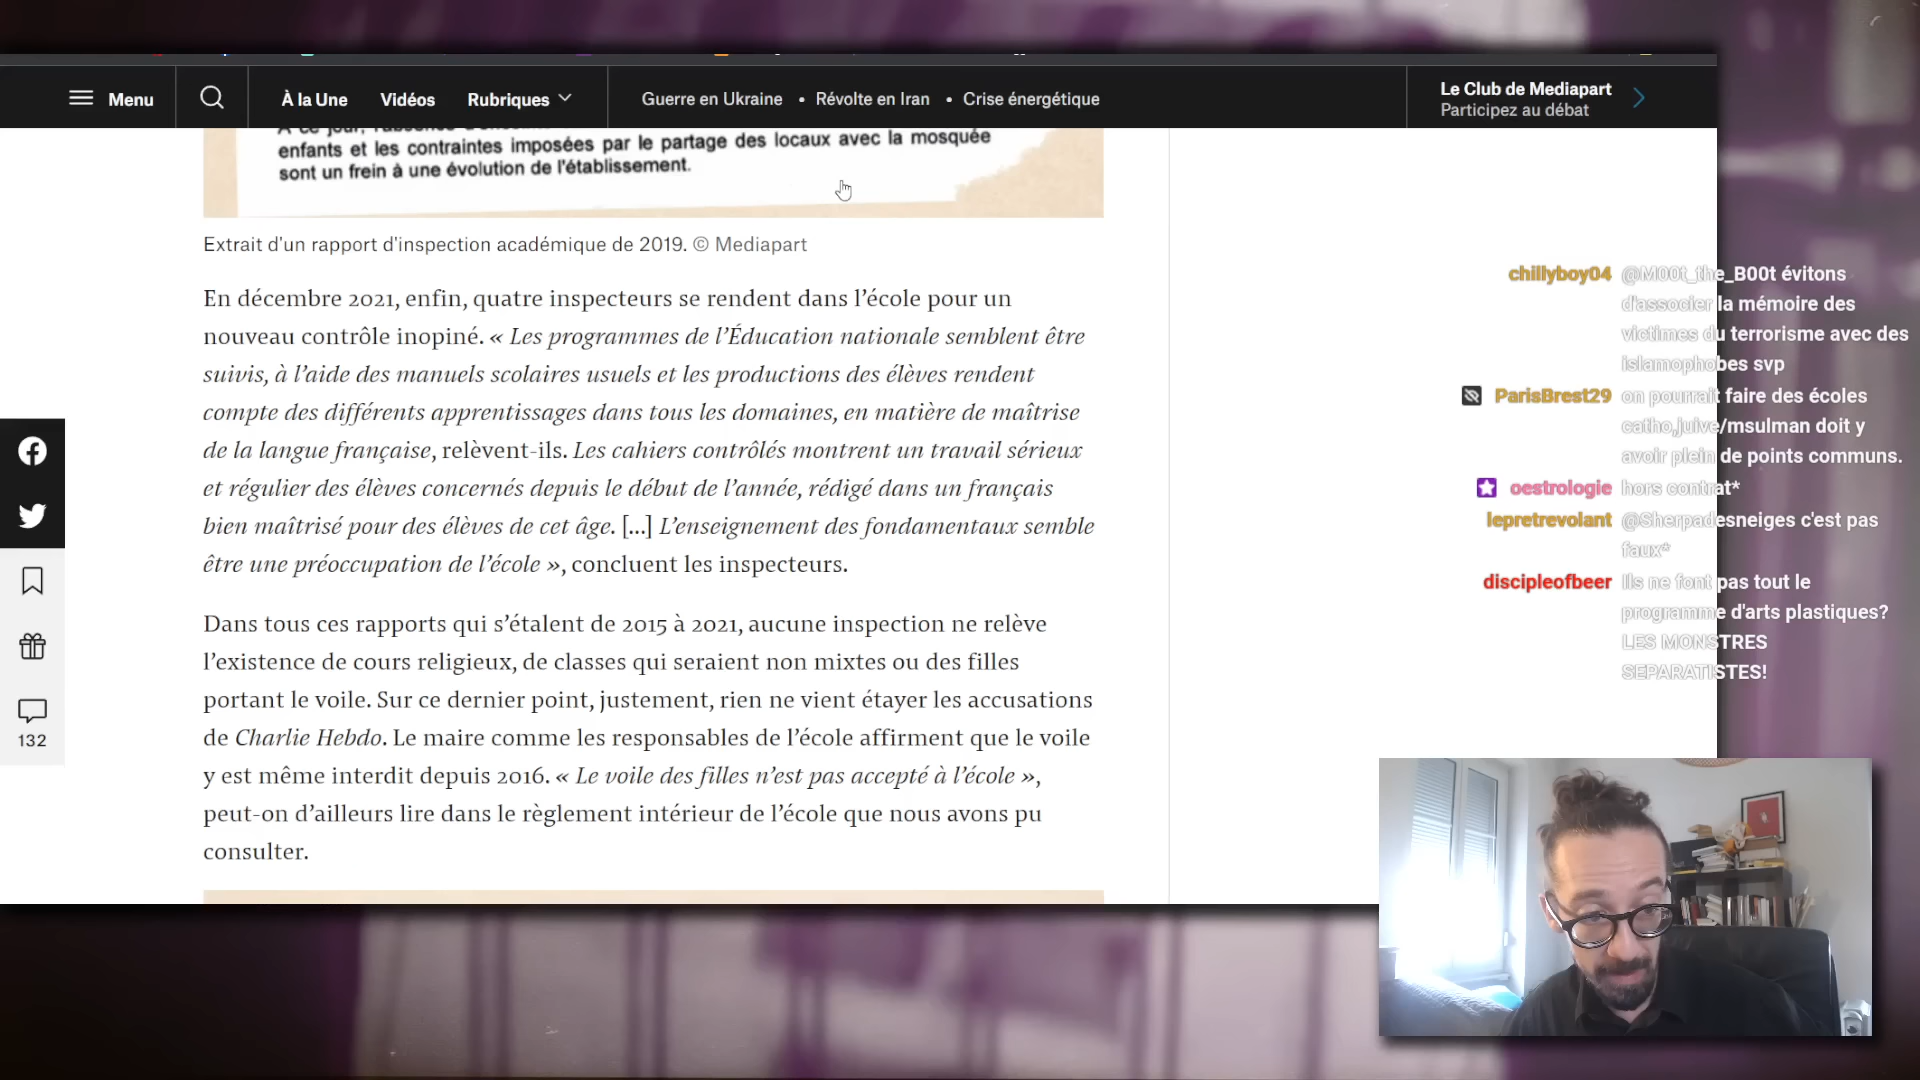 Menu
À la Une
Vidéos
Rubriques
Guerre en Ukraine • Révolte en Iran • Crise énergétique
Le Club de Mediapart
Participez au débat
À ce jour, l'absence
enfants et les contraintes imposées par le partage des locaux avec la mosquée
sont un frein à une évolution de l'établissement.
Extrait d'un rapport d'inspection académique de 2019. © Mediapart
En décembre 2021, enfin, quatre inspecteurs se rendent dans l'école pour un
nouveau contrôle inopiné. « Les programmes de l'Éducation nationale semblent être
suivis, à l'aide des manuels scolaires usuels et les productions des élèves rendent
compte des différents apprentissages dans tous les domaines, en matière de maîtrise
de la langue française, relèvent-ils. Les cahiers contrôlés montrent un travail sérieux
et régulier des élèves concernés depuis le début de l'année, rédigé dans un français
bien maîtrisé pour des élèves de cet âge. [...] L'enseignement des fondamentaux semble
être une préoccupation de l'école », concluent les inspecteurs.
Dans tous ces rapports qui s'étalent de 2015 à 2021, aucune inspection ne relève
l'existence de cours religieux, de classes qui seraient non mixtes ou des filles
portant le voile. Sur ce dernier point, justement, rien ne vient étayer les accusations
de Charlie Hebdo. Le maire comme les responsables de l'école affirment que le voile
y est même interdit depuis 2016. « Le voile des filles n'est pas accepté à l'école »,
peut-on d'ailleurs lire dans le règlement intérieur de l'école que nous avons pu
consulter.
132
chillyboy04 @M00t_the_B00t évitons
d'associer la mémoire des
victimes du terrorisme avec des
islamophobes svp
ParisBrest29 on pourrait faire des écoles
catho,juive/msulman doit y
avoir plein de points communs.
oestrologie hors contrat*
lepretrevolant @Sherpadesneiges c'est pas
faux*
discipleofbeer Ils ne font pas tout le
programme d'arts plastiques?
LES MONSTRES
SEPARATISTES!